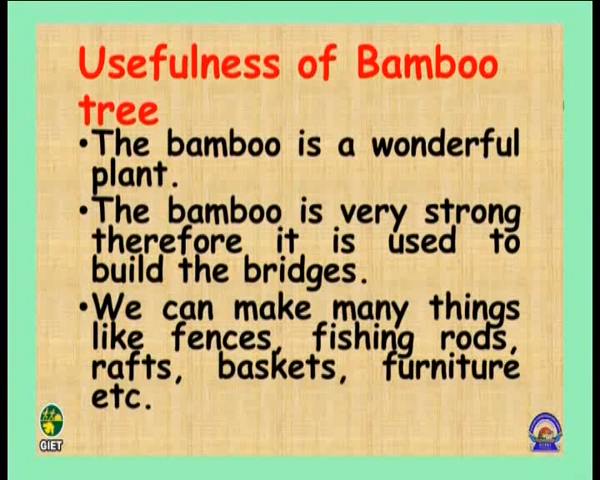 Usefulness of Bamboo
tree
•The bamboo is a wonderful
plant.
•The bamboo is very strong
therefore it is used to
build the bridges.
•We can make many things
like fences, fishing rods,
rafts, baskets, furniture
etc.
GIET